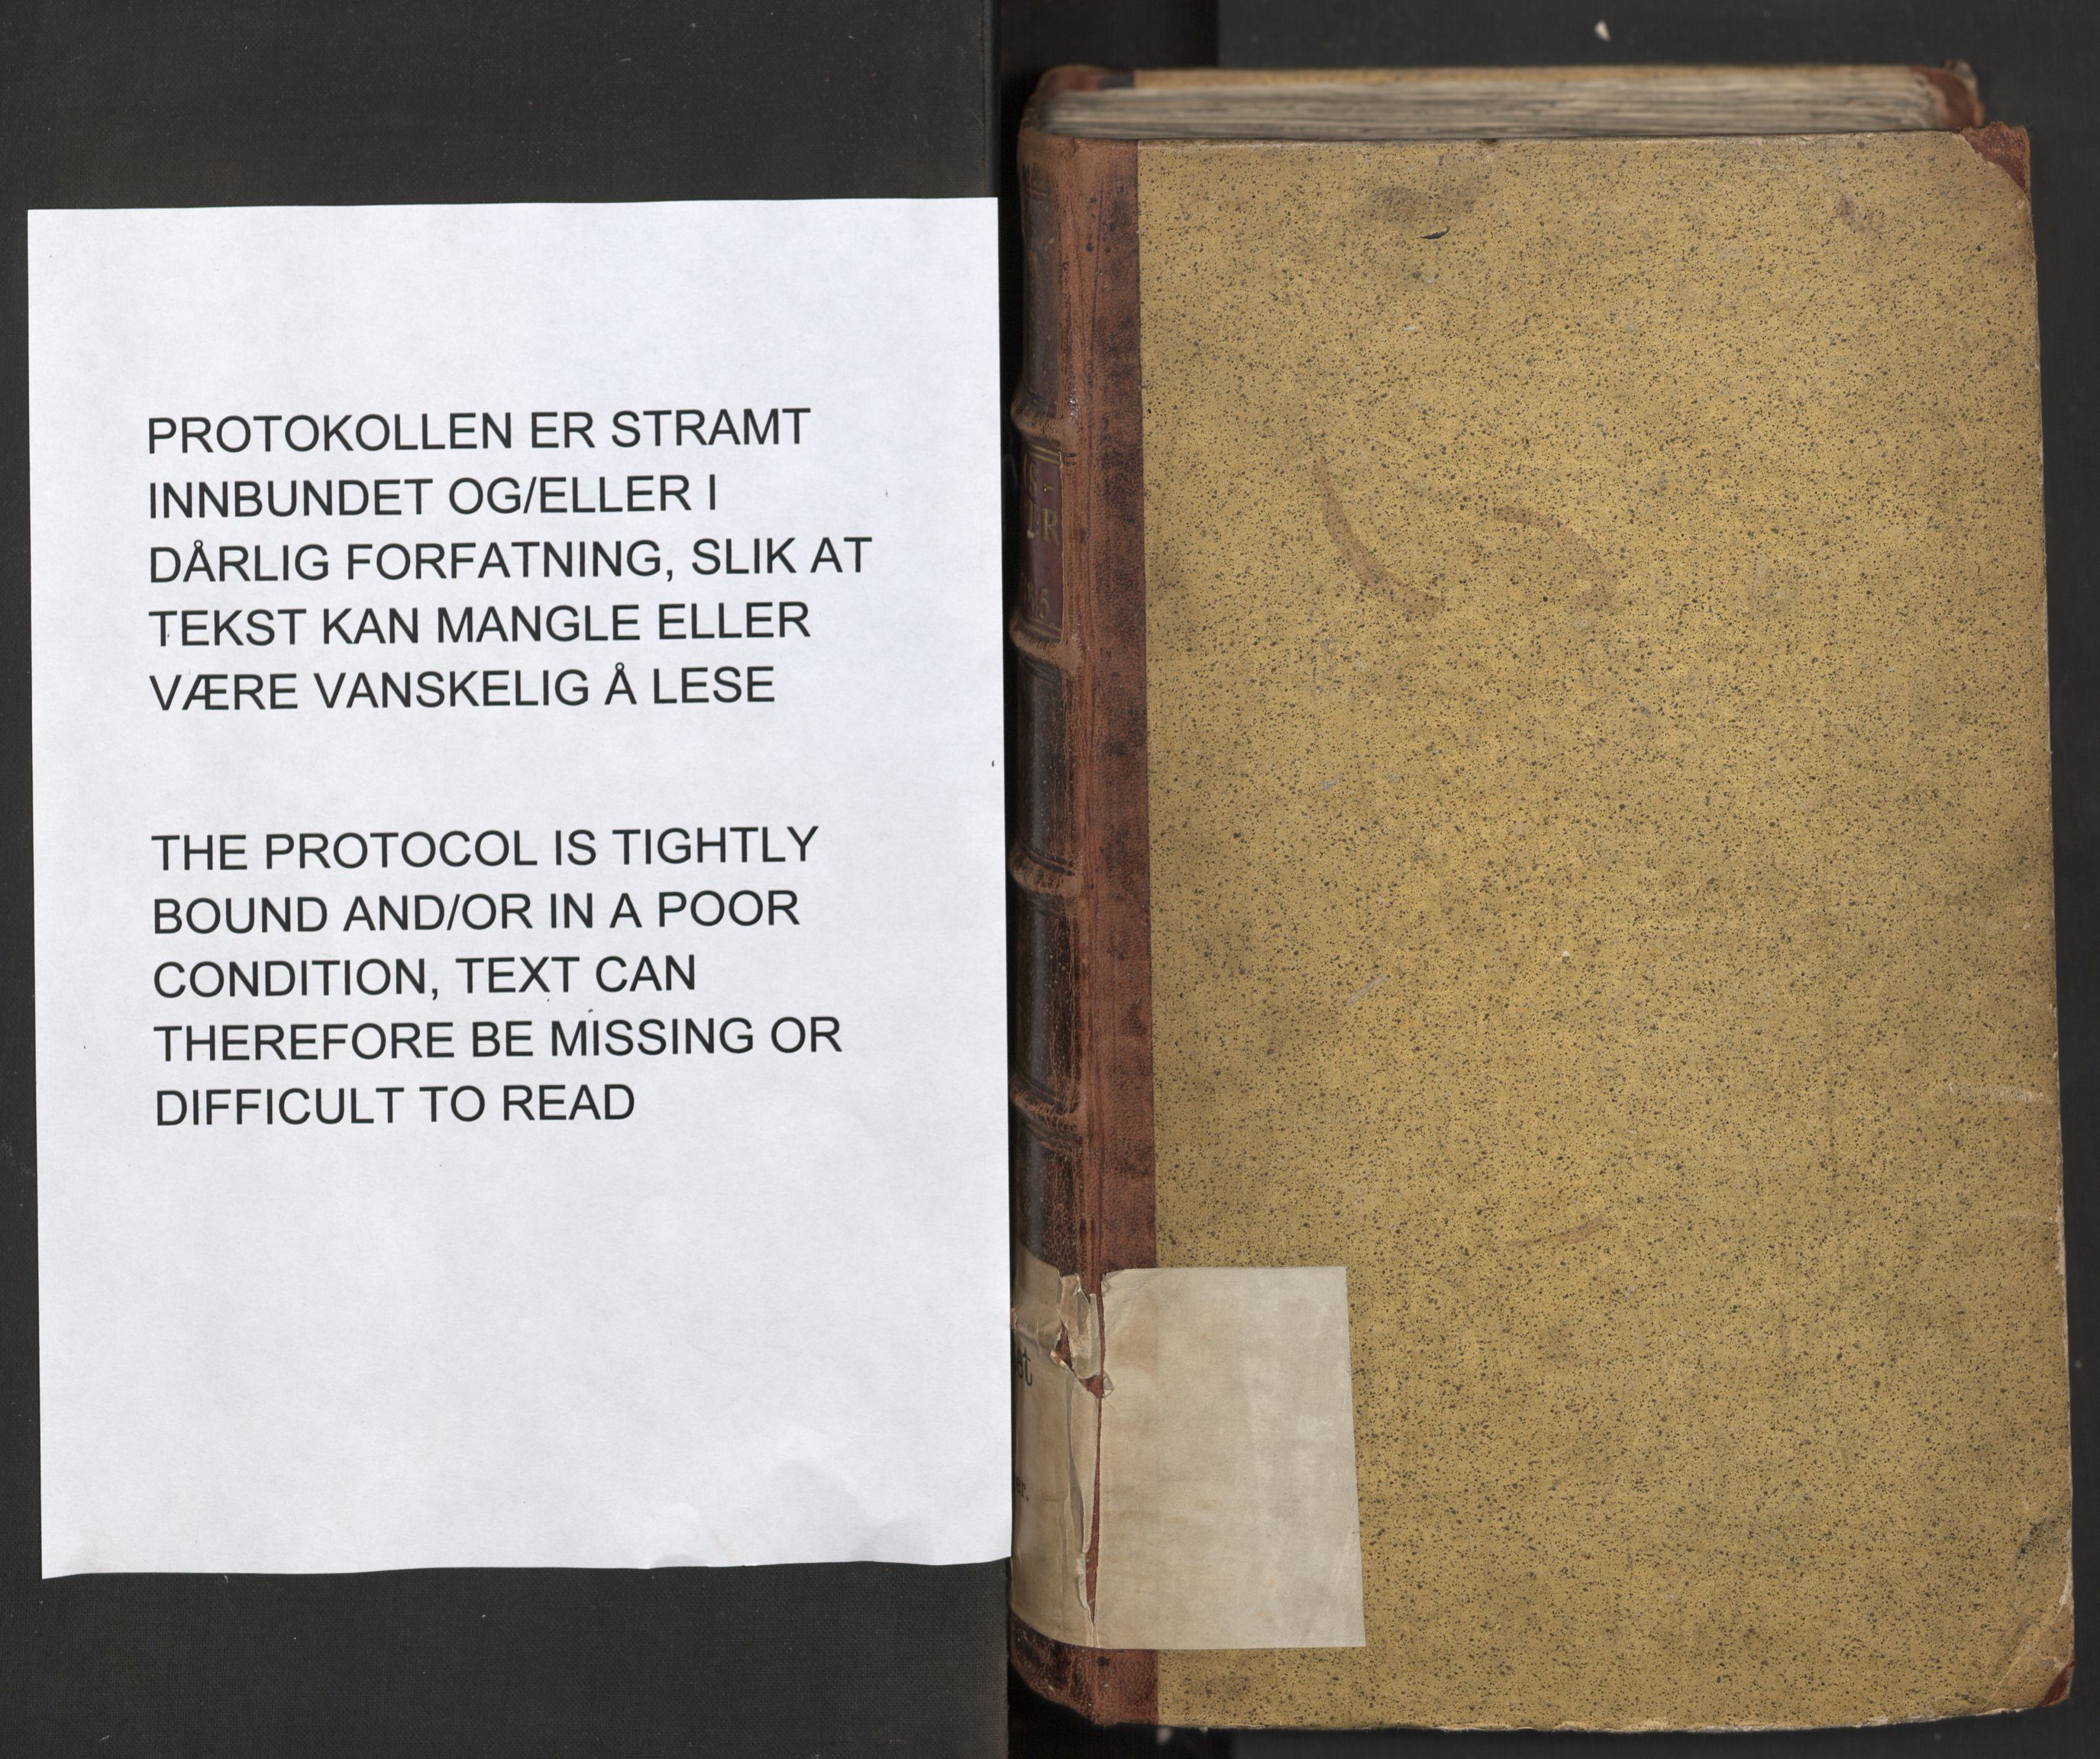 PROTOKOLLEN ER STRAMT
INNBUNDET OG/ELLER I
DÅRLIG FORFATNING, SLIK AT
TEKST KAN MANGLE ELLER
VÆRE VANSKELIG Å LESE
THE PROTOCOL IS TIGHTLY
BOUND AND/OR IN A POOR
CONDITION, TEXT CAN
THEREFORE BE MISSING OR
DIFFICULT TO READ